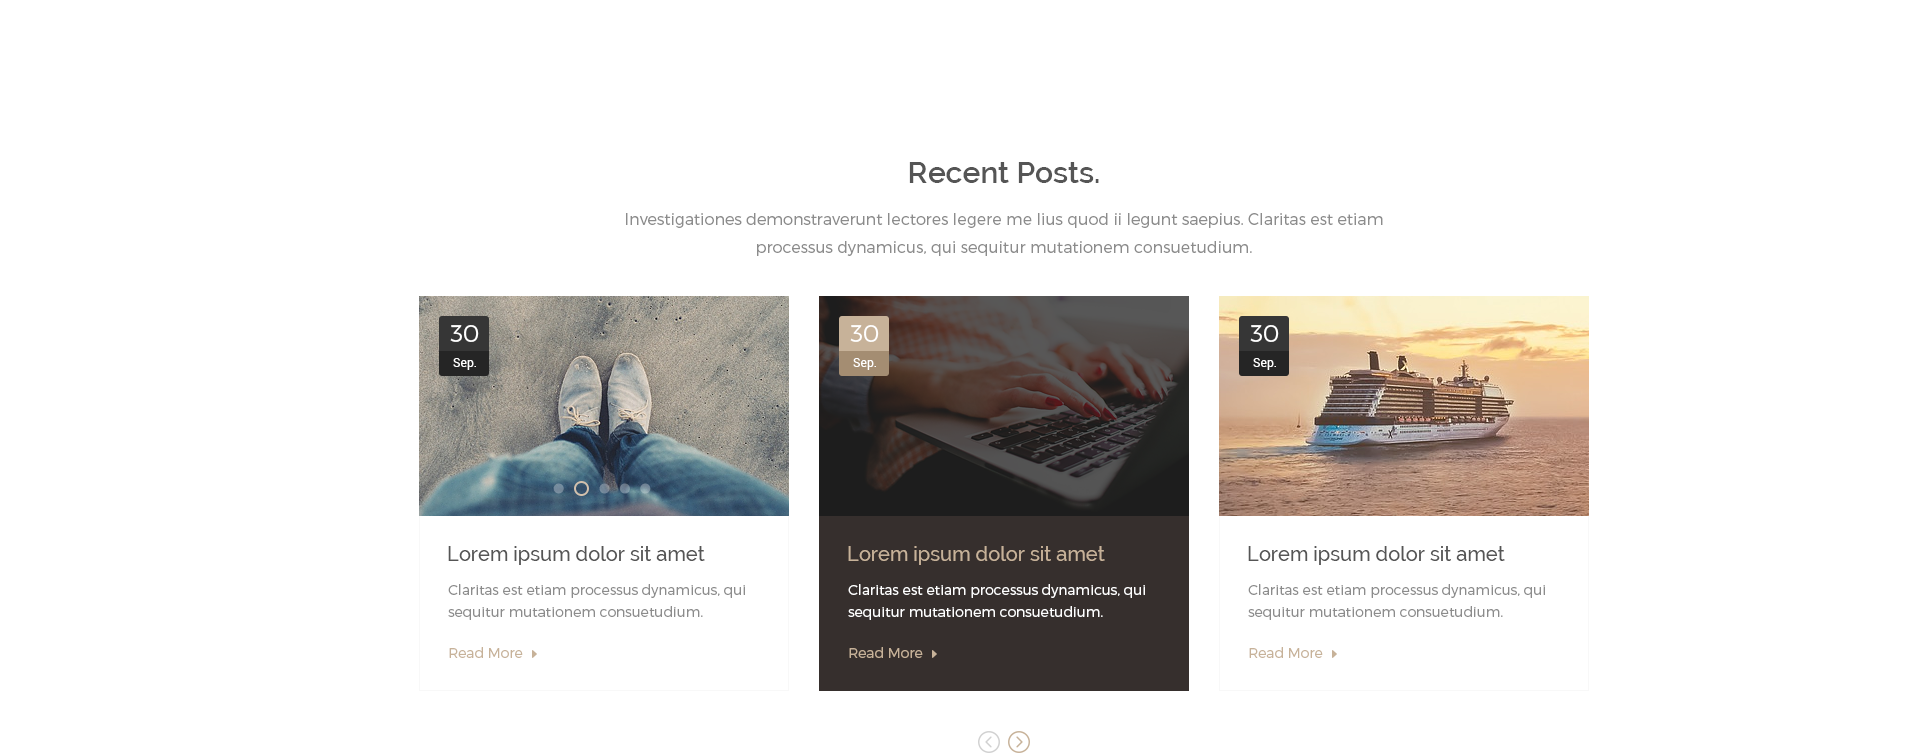 Recent Posts.
Investigationes demonstraverunt lectores legere me lius quod ii legunt saepius. Claritas est etiam
processus dynamicus, qui sequitur mutationem consuetudium.
30
Sep.
Lorem ipsum dolor sit amet
Claritas est etiam processus dynamicus, qui
sequitur mutationem consuetudium.
Read More
30
Sep.
Lorem ipsum dolor sit amet
Claritas est etiam processus dynamicus, qui
sequitur mutationem consuetudium.
Read More
30
Sep.
Lorem ipsum dolor sit amet
Claritas est etiam processus dynamicus, qui
sequitur mutationem consuetudium.
Read More